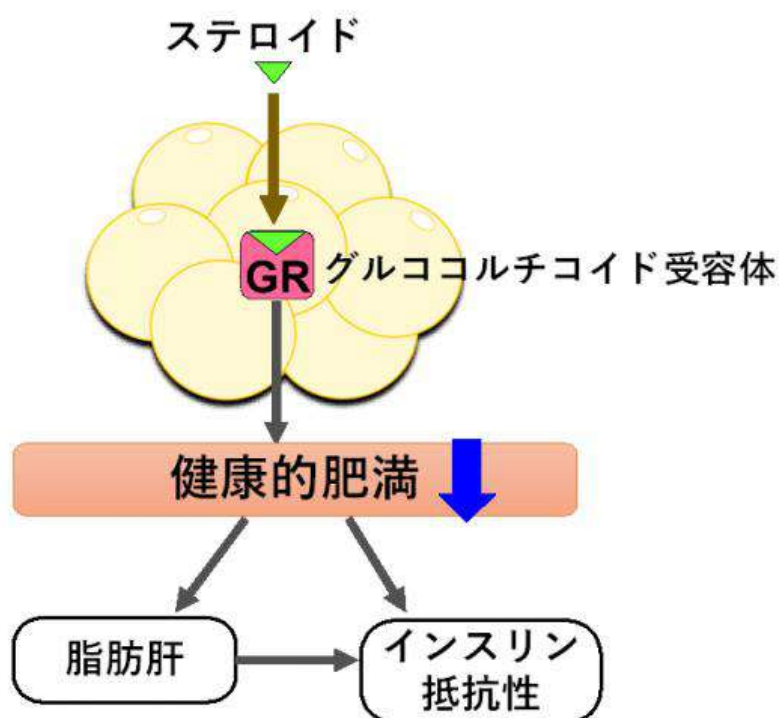 ステロイド
GR
グルココルチコイド受容体
健康的肥満
脂肪肝
インスリン
抵抗性